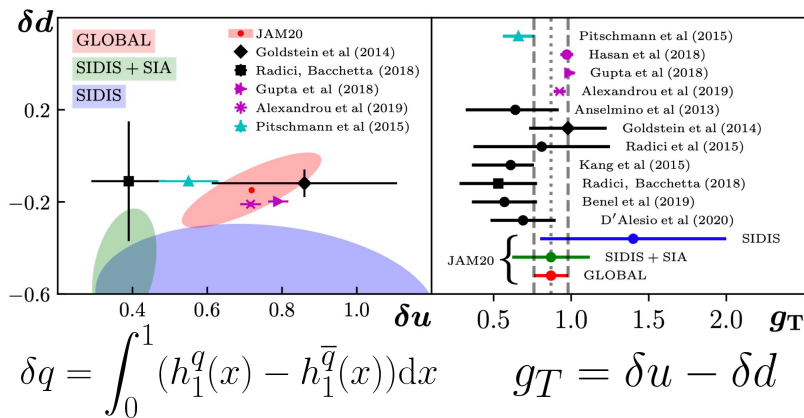 δd
GLOBAL
SIDIS + SIA
SIDIS
JAM20
Goldstein et al (2014)
Radici, Bacchetta (2018)
Gupta et al (2018)
Alexandrou et al (2019)
Pitschmann et al (2015)
0.2
−0.2
−0.6
0.4
0.6
0.8
1.0
δu
Pitschmann et al (2015)
Hasan et al (2018)
Gupta et al (2018)
Alexandrou et al (2019)
Anselmino et al (2013)
Goldstein et al (2014)
Radici et al (2015)
Kang et al (2015)
Radici, Bacchetta (2018)
Benel et al (2019)
D′Alesio et al (2020)
SIDIS
JAM20 { SIDIS + SIA
GLOBAL
0.5
1.0
1.5
2.0
g_T
δq = ∫₀¹ (h₁^q(x) − h₁^q̅(x))dx
g_T = δu − δd